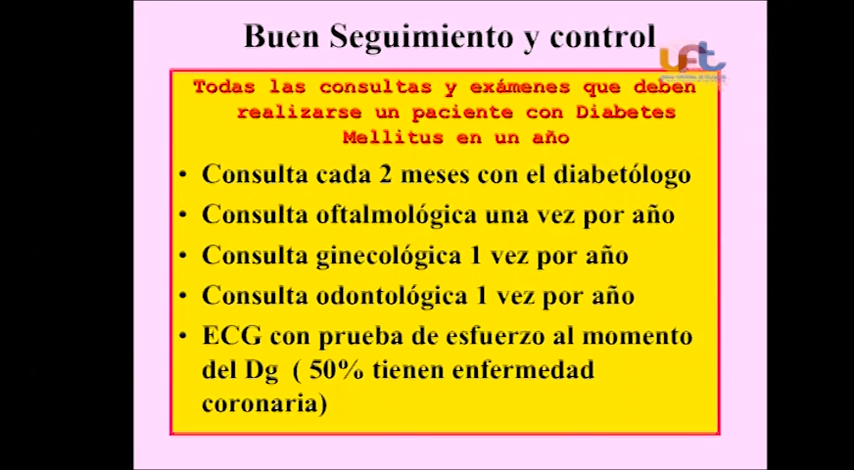 Buen Seguimiento y control
uft
Todas las consultas y exámenes que deben
realizarse un paciente con Diabetes
Mellitus en un año
• Consulta cada 2 meses con el diabetólogo
• Consulta oftalmológica una vez por año
• Consulta ginecológica 1 vez por año
• Consulta odontológica 1 vez por año
• ECG con prueba de esfuerzo al momento
del Dg ( 50% tienen enfermedad
coronaria)